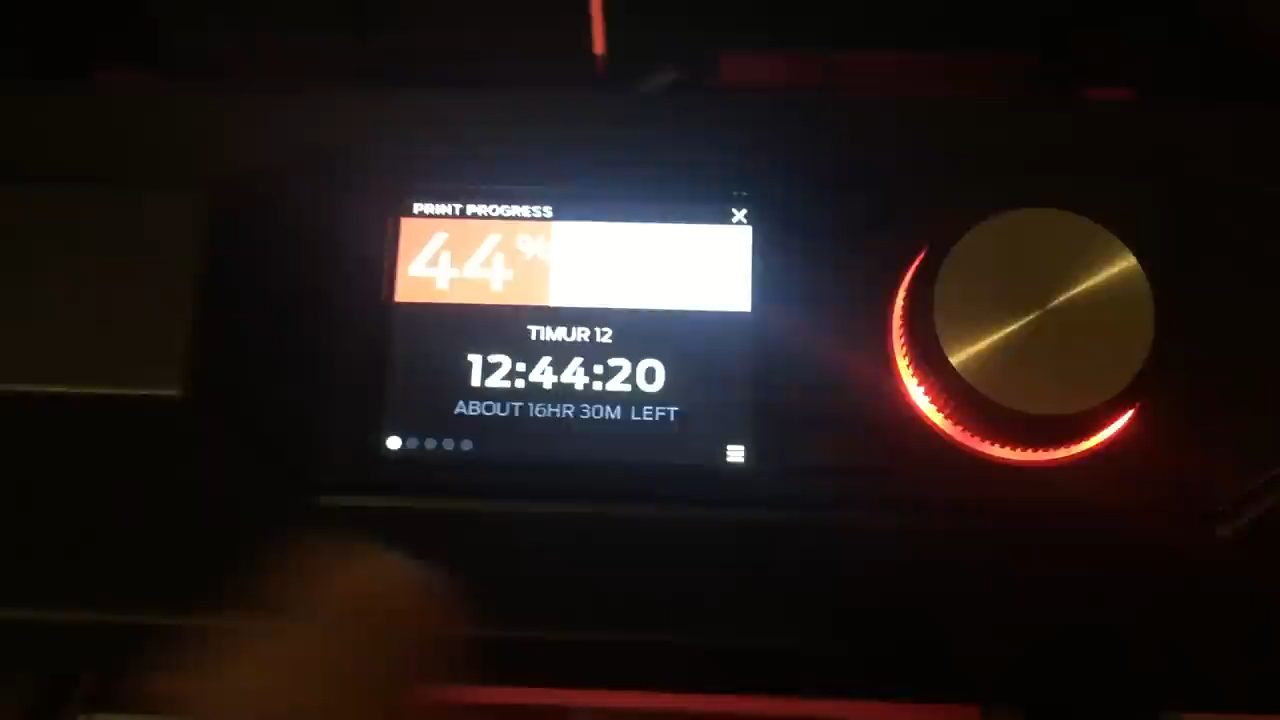 PRINT PROGRESS
44%
TIMUR 12
12:44:20
ABOUT 16HR 30M LEFT